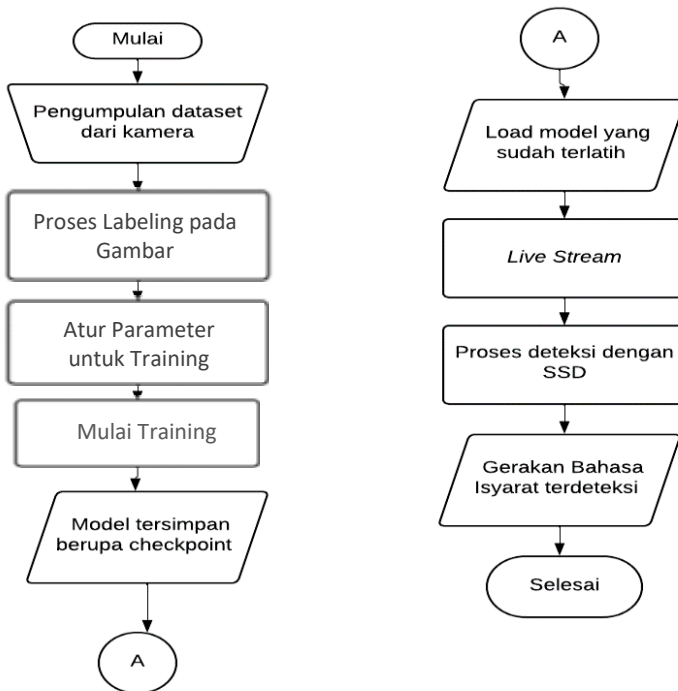 Mulai
Pengumpulan dataset
dari kamera
Proses Labeling pada
Gambar
Atur Parameter
untuk Training
Mulai Training
Model tersimpan
berupa checkpoint
A
A
Load model yang
sudah terlatih
Live Stream
Proses deteksi dengan
SSD
Gerakan Bahasa
Isyarat terdeteksi
Selesai